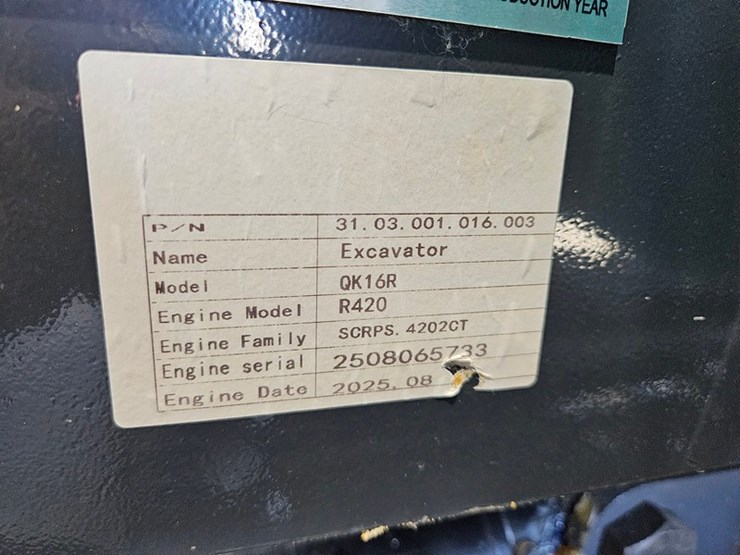 YEAR
P/N 31.03.001.016.003
Name Excavator
Model QK16R
Engine Model R420
Engine Family SCRPS.4202CT
Engine serial 2508065733
Engine Date 2025.08